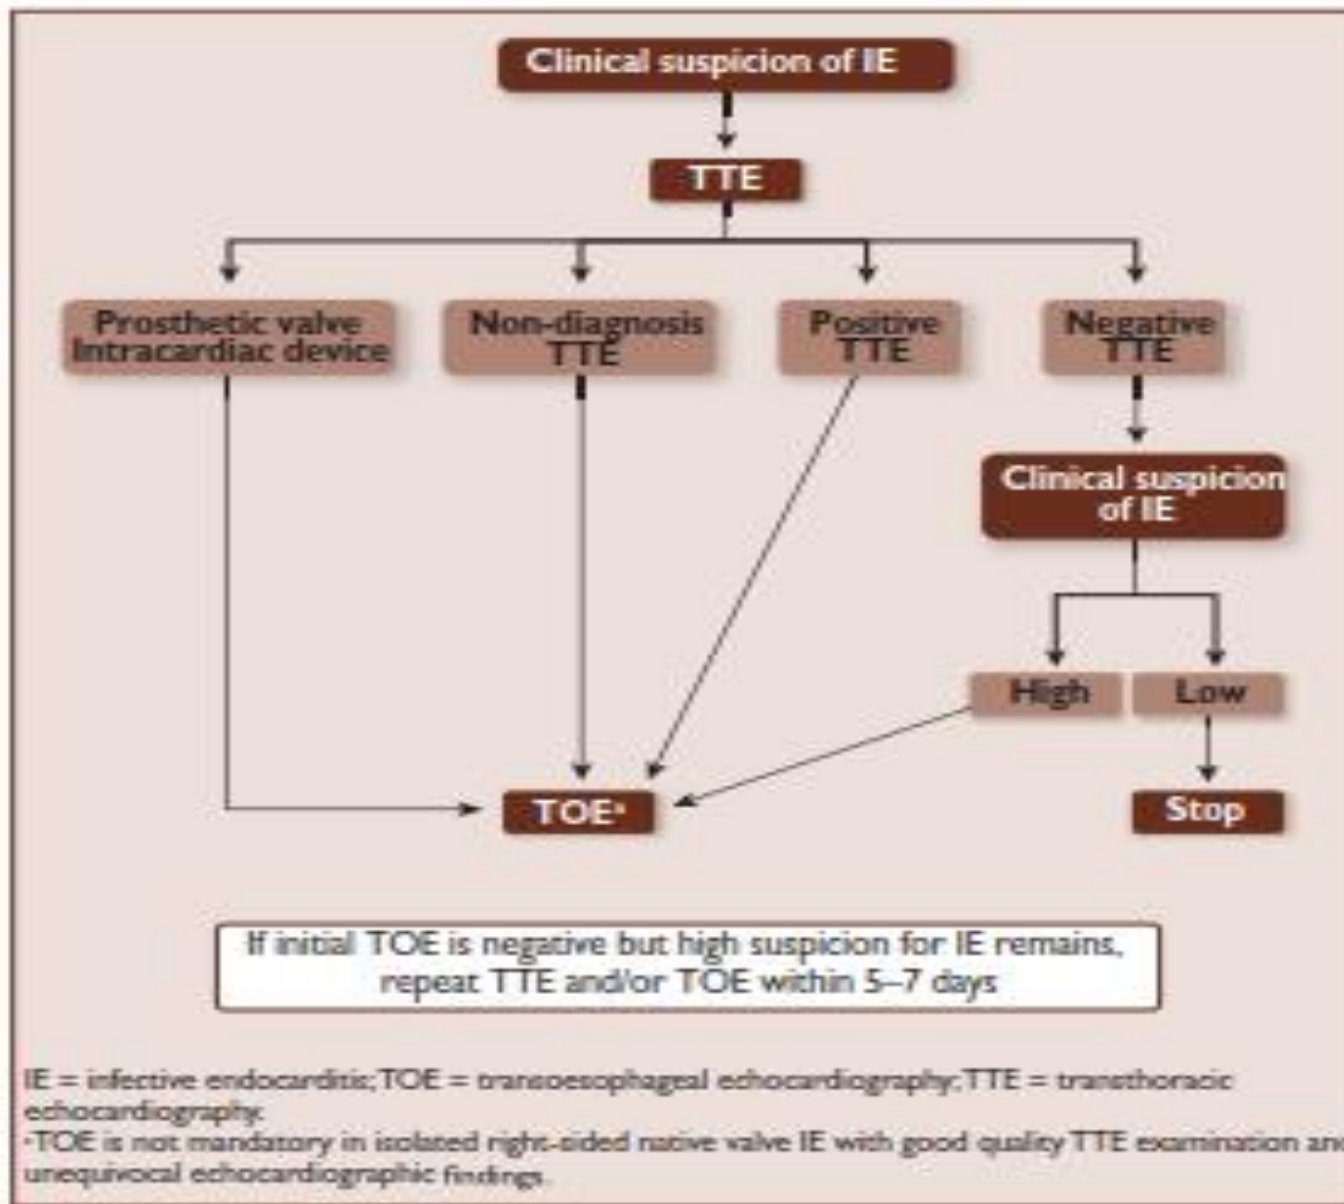 Clinical suspicion of IE
TTE
Prosthetic valve
Intracardiac device
Non-diagnosis
TTE
Positive
TTE
Negative
TTE
Clinical suspicion
of IE
High
Low
TOEᵃ
Stop
If initial TOE is negative but high suspicion for IE remains,
repeat TTE and/or TOE within 5–7 days
IE = infective endocarditis; TOE = transoesophageal echocardiography; TTE = transthoracic
echocardiography.
ᵃTOE is not mandatory in isolated right-sided native valve IE with good quality TTE examination and
unequivocal echocardiographic findings.